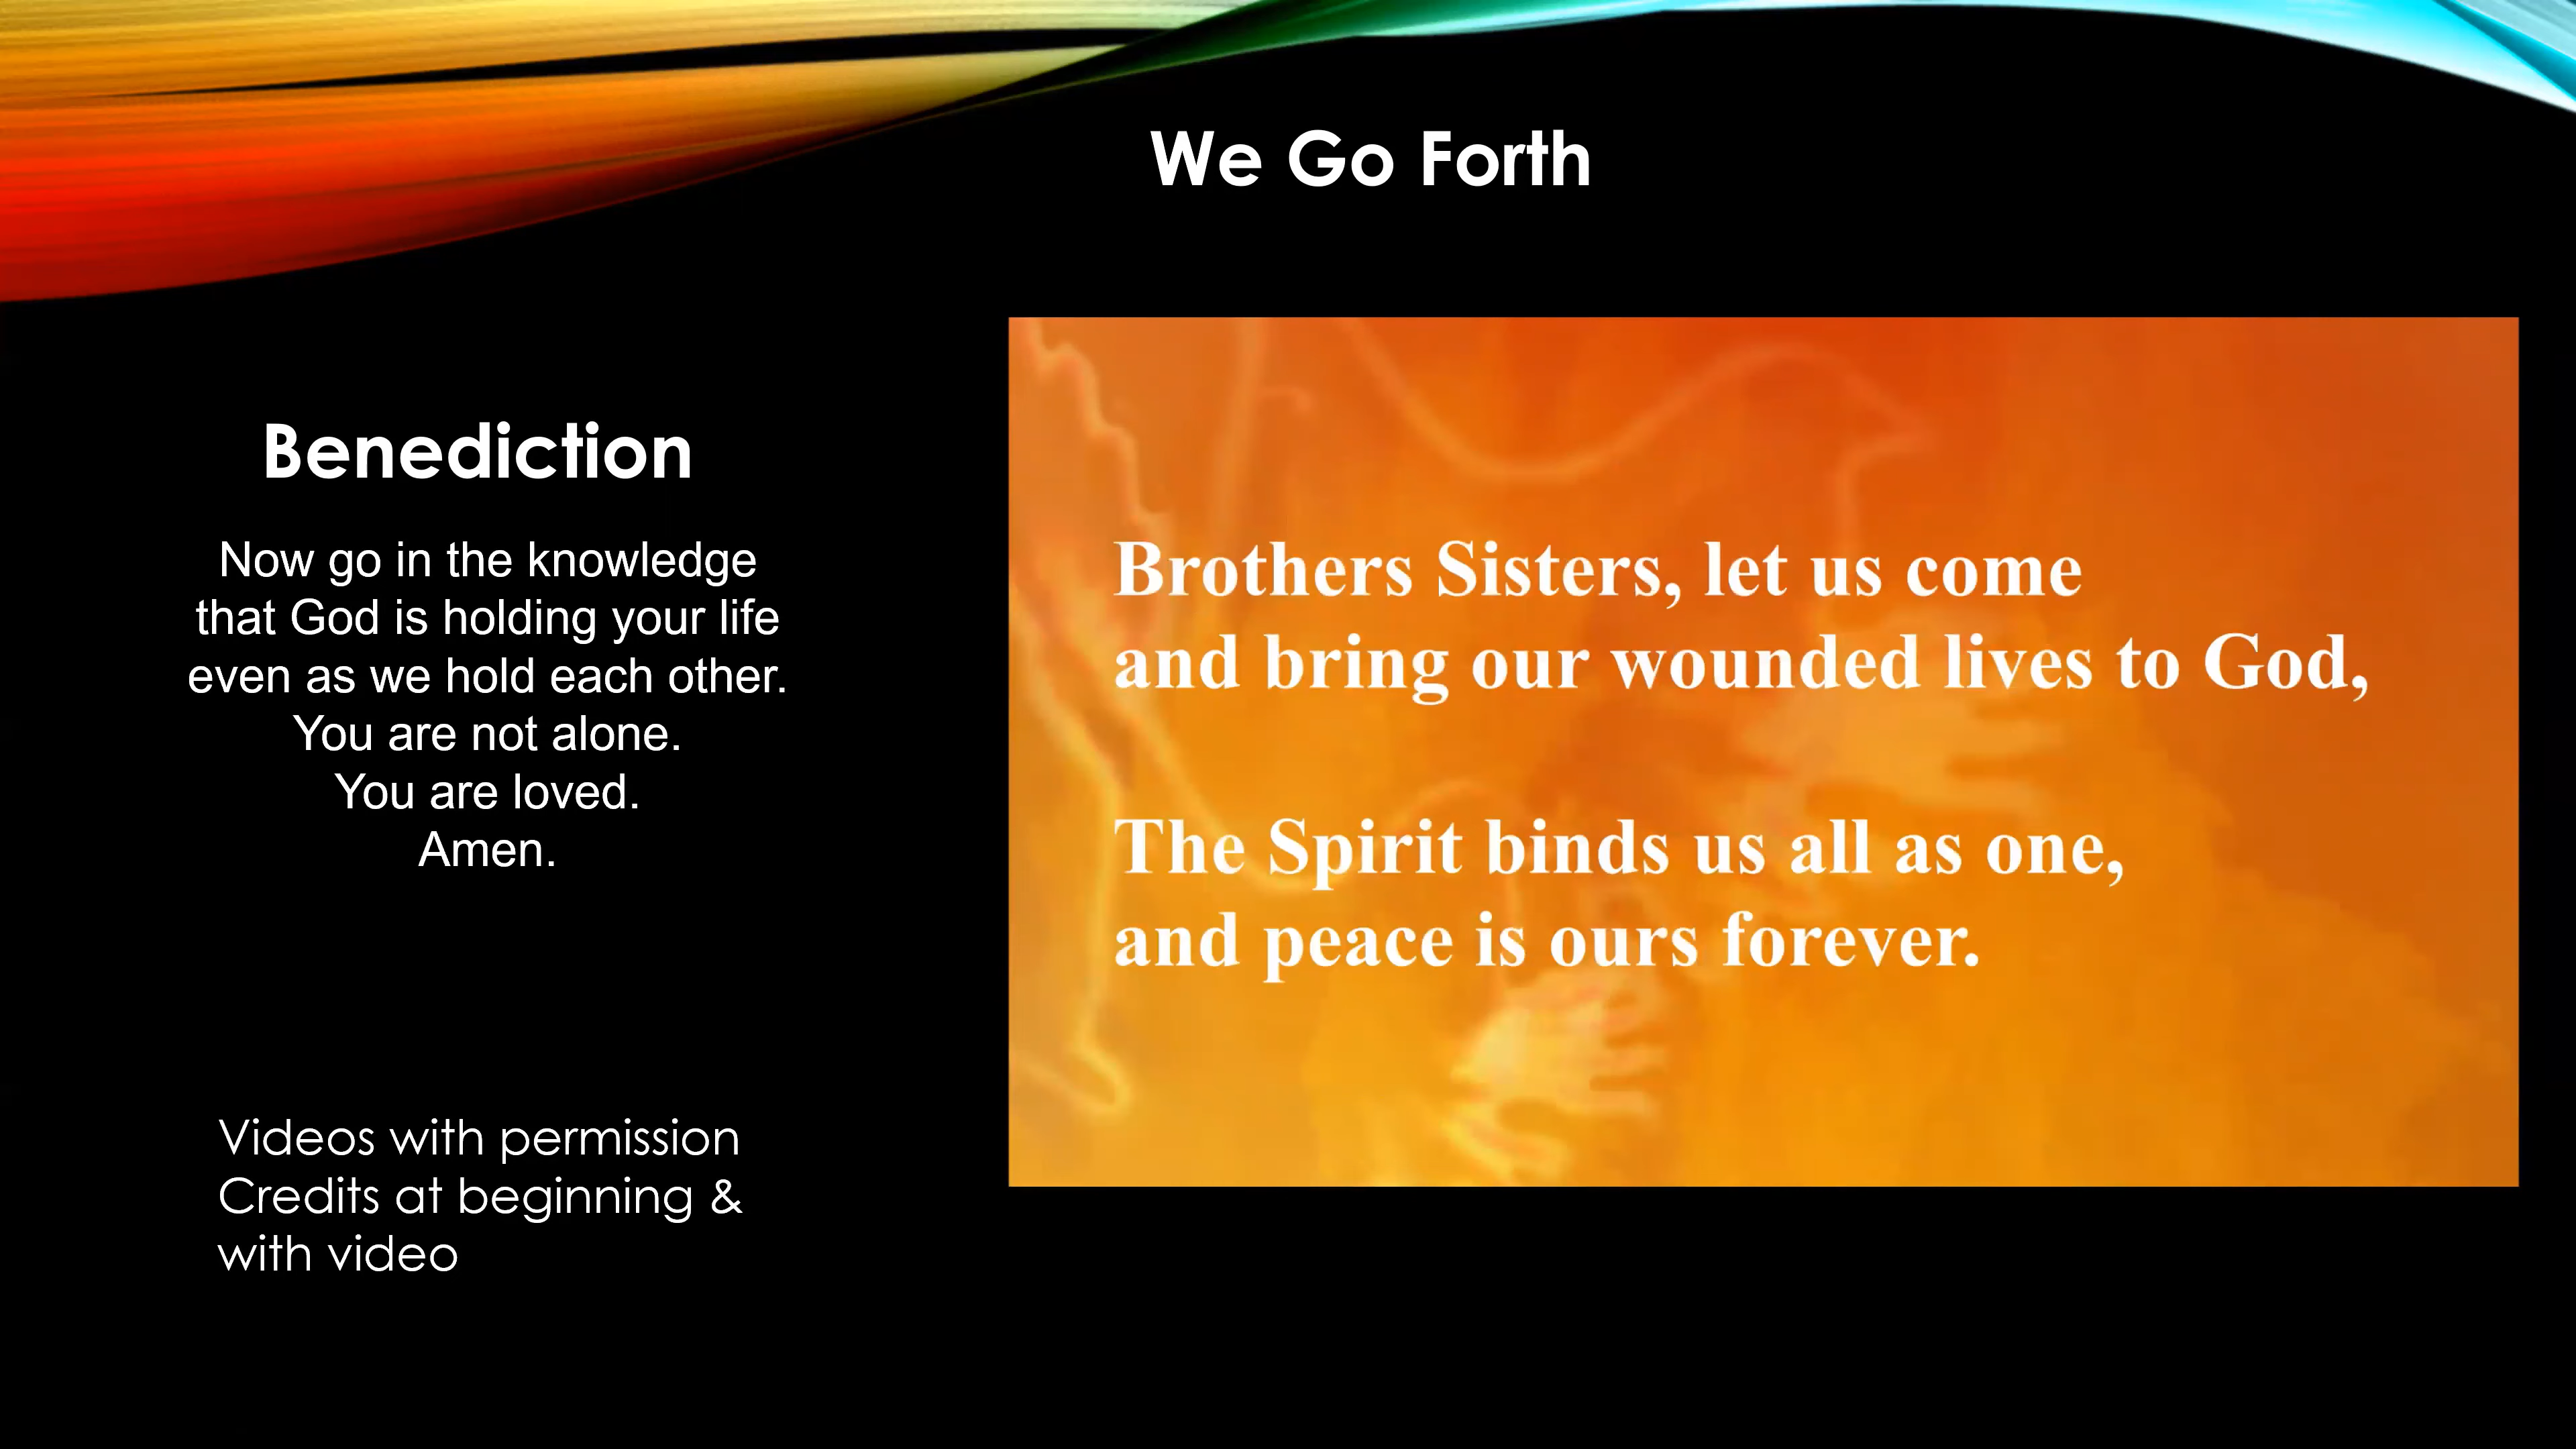 We Go Forth
Benediction
Now go in the knowledge
that God is holding your life
even as we hold each other.
You are not alone.
You are loved.
Amen.
Videos with permission
Credits at beginning &
with video
Brothers Sisters, let us come
and bring our wounded lives to God,
The Spirit binds us all as one,
and peace is ours forever.